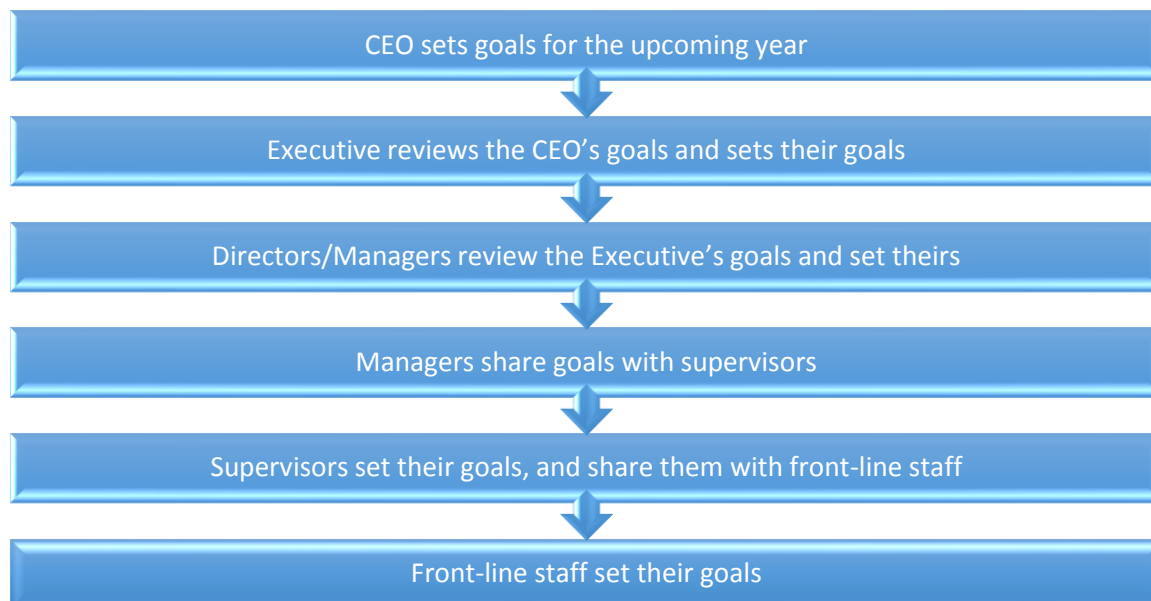 CEO sets goals for the upcoming year
Executive reviews the CEO’s goals and sets their goals
Directors/Managers review the Executive’s goals and set theirs
Managers share goals with supervisors
Supervisors set their goals, and share them with front-line staff
Front-line staff set their goals